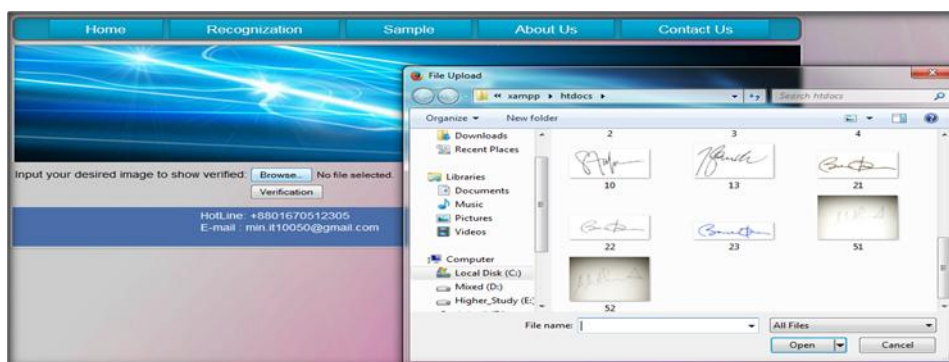 Home Recognization Sample About Us Contact Us
File Upload
« xampp ▸ htdocs ▸
Search htdocs
Organize New folder
Downloads
Recent Places
Libraries
Documents
Music
Pictures
Videos
Computer
Local Disk (C:)
Mixed (D:)
Higher_Study (E:
2 3 4
10 13 21
22 23 51
52
File name: All Files
Open Cancel
Input your desired image to show verified: Browse.. No file selected.
Verification
HotLine: +8801670512305
E-mail : min.it10050@gmail.com